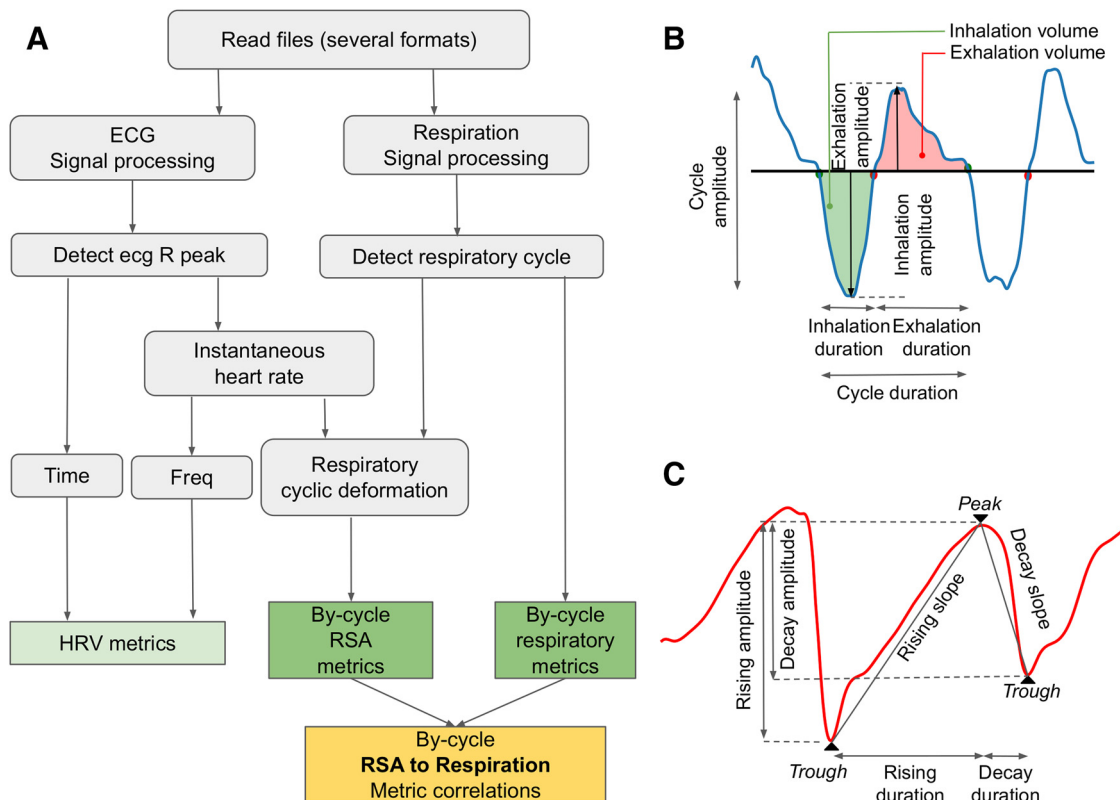 A
Read files (several formats)
ECG
Signal processing
Respiration
Signal processing
Detect ecg R peak
Detect respiratory cycle
Instantaneous
heart rate
Time
Freq
Respiratory
cyclic deformation
HRV metrics
By-cycle
RSA
metrics
By-cycle
respiratory
metrics
By-cycle
RSA to Respiration
Metric correlations
B
Inhalation volume
Exhalation volume
Cycle
amplitude
Exhalation
amplitude
Inhalation
amplitude
Inhalation
duration
Exhalation
duration
Cycle duration
C
Peak
Rising amplitude
Decay amplitude
Rising slope
Decay slope
Trough
Trough
Rising
duration
Decay
duration